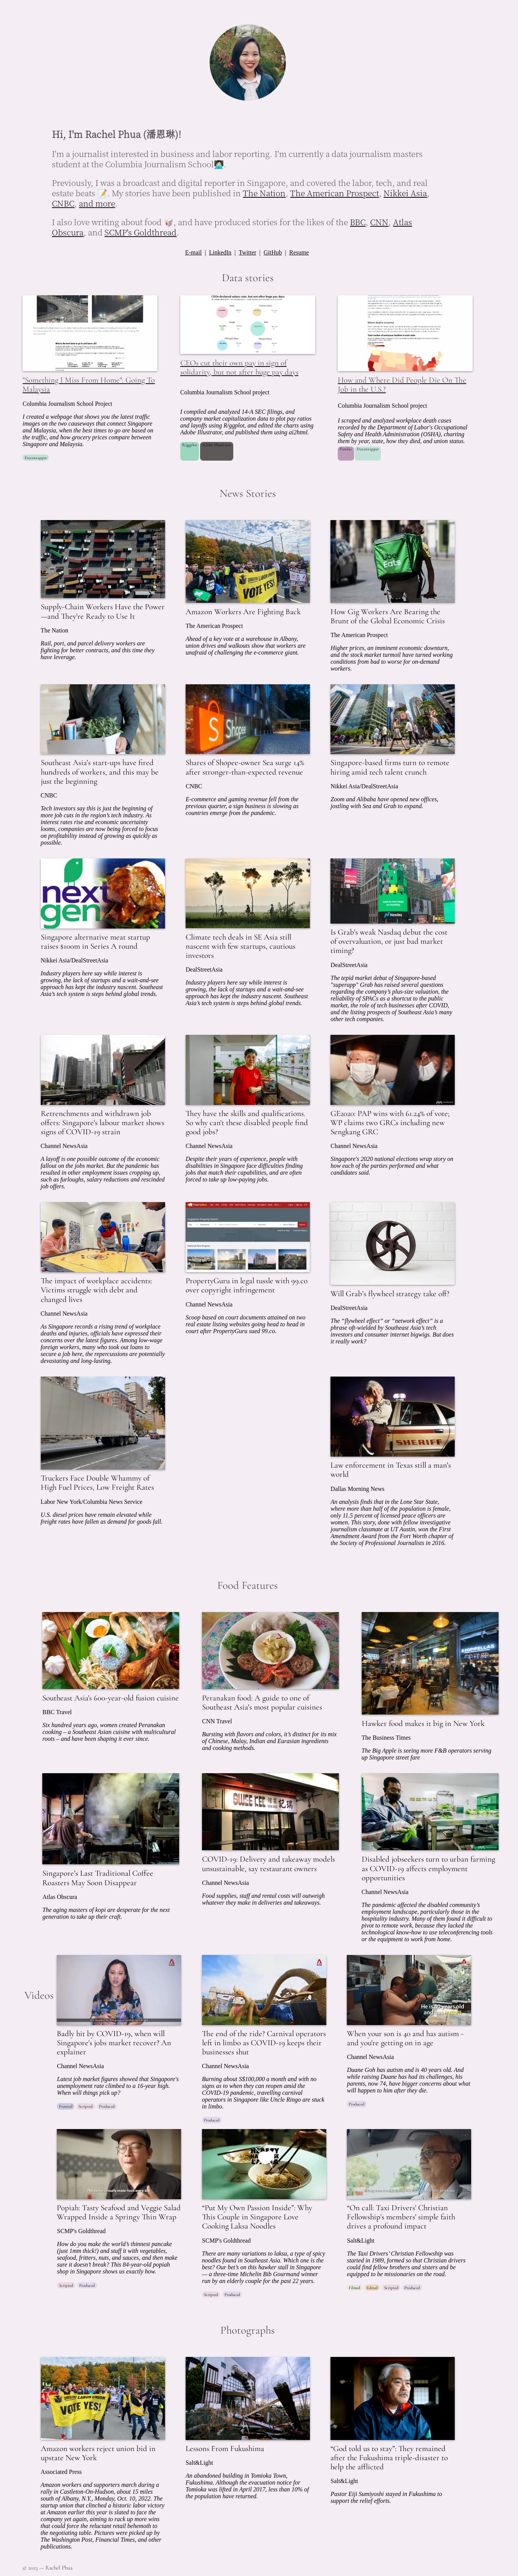 Hi, I'm Rachel Phua (潘恩琳)!
I'm a journalist interested in business and labor reporting. I'm currently a data journalism masters
student at the Columbia Journalism School👩🏻‍💻.
Previously, I was a broadcast and digital reporter in Singapore, and covered the labor, tech, and real
estate beats 📝. My stories have been published in The Nation, The American Prospect, Nikkei Asia,
CNBC, and more.
I also love writing about food 🥡, and have produced stories for the likes of the BBC, CNN, Atlas
Obscura, and SCMP's Goldthread.
E-mail | LinkedIn | Twitter | GitHub | Resume
Data stories
"Something I Miss From Home": Going To
Malaysia
Columbia Journalism School Project
I created a webpage that shows you the latest traffic
images on the two causeways that connect Singapore
and Malaysia, when the best times to go are based on
the traffic, and how grocery prices compare between
Singapore and Malaysia.
Datawrapper
CEOs cut their own pay in sign of
solidarity, but not after huge pay days
Columbia Journalism School project
I compiled and analyzed 14-A SEC filings, and
company market capitalization data to plot pay ratios
and layoffs using R/ggplot, and edited the charts using
Adobe Illustrator, and published them using ai2html.
How and Where Did People Die On The
Job in the U.S.?
Columbia Journalism School project
I scraped and analyzed workplace death cases
recorded by the Department of Labor's Occupational
Safety and Health Administration (OSHA), charting
them by year, state, how they died, and union status.
Datawrapper
News Stories
Supply-Chain Workers Have the Power
—and They're Ready to Use It
The Nation
Rail, port, and parcel delivery workers are
fighting for better contracts, and this time they
have leverage.
VOTE YES!
Amazon Workers Are Fighting Back
The American Prospect
Ahead of a key vote at a warehouse in Albany,
union drives and walkouts show that workers are
unafraid of challenging the e-commerce giant.
Uber
Eats
How Gig Workers Are Bearing the
Brunt of the Global Economic Crisis
The American Prospect
Higher prices, an imminent economic downturn,
and the stock market turmoil have turned working
conditions from bad to worse for on-demand
workers.
Southeast Asia's start-ups have fired
hundreds of workers, and this may be
just the beginning
CNBC
Tech investors say this is just the beginning of
more job cuts in the region's tech industry. As
interest rates rise and economic uncertainty
looms, companies are now being forced to focus
on profitability instead of growing as quickly as
possible.
Shopee
Shares of Shopee-owner Sea surge 14%
after stronger-than-expected revenue
CNBC
E-commerce and gaming revenue fell from the
previous quarter, a sign business is slowing as
countries emerge from the pandemic.
Singapore-based firms turn to remote
hiring amid tech talent crunch
Nikkei Asia/DealStreetAsia
Zoom and Alibaba have opened new offices,
jostling with Sea and Grab to expand.
next
gen
Singapore alternative meat startup
raises $100m in Series A round
Nikkei Asia/DealStreetAsia
Industry players here say while interest is
growing, the lack of startups and a wait-and-see
approach has kept the industry nascent. Southeast
Asia's tech system is steps behind global trends.
Climate tech deals in SE Asia still
nascent with few startups, cautious
investors
DealStreetAsia
Industry players here say while interest is
growing, the lack of startups and a wait-and-see
approach has kept the industry nascent. Southeast
Asia's tech system is steps behind global trends.
Nasdaq
Is Grab's weak Nasdaq debut the cost
of overvaluation, or just bad market
timing?
DealStreetAsia
The tepid market debut of Singapore-based
"superapp" Grab has raised several questions
regarding the company's plus-size valuation, the
reliability of SPACs as a shortcut to the public
market, the role of tech businesses after COVID,
and the listing prospects of Southeast Asia's many
other tech companies.
Retrenchments and withdrawn job
offers: Singapore's labour market shows
signs of COVID-19 strain
Channel NewsAsia
A layoff is one possible outcome of the economic
fallout on the jobs market. But the pandemic has
resulted in other employment issues cropping up,
such as furloughs, salary reductions and rescinded
job offers.
They have the skills and qualifications.
So why can't these disabled people find
good jobs?
Channel NewsAsia
Despite their years of experience, people with
disabilities in Singapore face difficulties finding
jobs that match their capabilities, and are often
forced to take up low-paying jobs.
GE2020: PAP wins with 61.24% of vote;
WP claims two GRCs including new
Sengkang GRC
Channel NewsAsia
Singapore's 2020 national elections wrap story on
how each of the parties performed and what
candidates said.
The impact of workplace accidents:
Victims struggle with debt and
changed lives
Channel NewsAsia
As Singapore records a rising trend of workplace
deaths and injuries, officials have expressed their
concerns over the latest figures. Among low-wage
foreign workers, many who took out loans to
secure a job here, the repercussions are potentially
devastating and long-lasting.
PropertyGuru in legal tussle with 99.co
over copyright infringement
Channel NewsAsia
Scoop based on court documents attained on two
real estate listing websites going head to head in
court after PropertyGuru sued 99.co.
Will Grab's flywheel strategy take off?
DealStreetAsia
The "flywheel effect" or "network effect" is a
phrase oft-wielded by Southeast Asia's tech
investors and consumer internet bigwigs. But does
it really work?
Truckers Face Double Whammy of
High Fuel Prices, Low Freight Rates
Labor New York/Columbia News Service
U.S. diesel prices have remain elevated while
freight rates have fallen as demand for goods fall.
SHERIFF
Law enforcement in Texas still a man's
world
Dallas Morning News
An analysis finds that in the Lone Star State,
where more than half of the population is female,
only 11.5 percent of licensed peace officers are
women. This story, done with fellow investigative
journalism classmate at UT Austin, won the First
Amendment Award from the Fort Worth chapter of
the Society of Professional Journalists in 2016.
Food Features
Southeast Asia's 600-year-old fusion cuisine
BBC Travel
Six hundred years ago, women created Peranakan
cooking – a Southeast Asian cuisine with multicultural
roots – and have been shaping it ever since.
Peranakan food: A guide to one of
Southeast Asia's most popular cuisines
CNN Travel
Bursting with flavors and colors, it's distinct for its mix
of Chinese, Malay, Indian and Eurasian ingredients
and cooking methods.
Hawker food makes it big in New York
The Business Times
The Big Apple is seeing more F&B operators serving
up Singapore street fare
Singapore's Last Traditional Coffee
Roasters May Soon Disappear
Atlas Obscura
The aging masters of kopi are desperate for the next
generation to take up their craft.
SWEE KEE
COVID-19: Delivery and takeaway models
unsustainable, say restaurant owners
Channel NewsAsia
Food supplies, staff and rental costs will outweigh
whatever they make in deliveries and takeaways.
Disabled jobseekers turn to urban farming
as COVID-19 affects employment
opportunities
Channel NewsAsia
The pandemic affected the disabled community's
employment landscape, particularly those in the
hospitality industry. Many of them found it difficult to
pivot to remote work, because they lacked the
technological know-how to use teleconferencing tools
or the equipment to work from home.
Videos
Badly hit by COVID-19, when will
Singapore's jobs market recover? An
explainer
Channel NewsAsia
Latest job market figures showed that Singapore's
unemployment rate climbed to a 16-year high.
When will things pick up?
Scripted Produced
The end of the ride? Carnival operators
left in limbo as COVID-19 keeps their
businesses shut
Channel NewsAsia
Burning about S$100,000 a month and with no
signs as to when they can reopen amid the
COVID-19 pandemic, travelling carnival
operators in Singapore like Uncle Ringo are stuck
in limbo.
Produced
When your son is 40 and has autism -
and you're getting on in age
Channel NewsAsia
Duane Goh has autism and is 40 years old. And
while raising Duane has had its challenges, his
parents, now 74, have bigger concerns about what
will happen to him after they die.
Produced
Popiah: Tasty Seafood and Veggie Salad
Wrapped Inside a Springy Thin Wrap
SCMP's Goldthread
How do you make the world's thinnest pancake
(just 1mm thick!) and stuff it with vegetables,
seafood, fritters, nuts, and sauces, and then make
sure it doesn't break? This 84-year-old popiah
shop in Singapore shows us exactly how.
Scripted Produced
"Put My Own Passion Inside": Why
This Couple in Singapore Love
Cooking Laksa Noodles
SCMP's Goldthread
There are many variations to laksa, a type of spicy
noodles found in Southeast Asia. Which one is the
best? Our bet's on this hawker stall in Singapore
— a three-time Michelin Bib Gourmand winner
run by an elderly couple for the past 22 years.
Scripted Produced
"On call: Taxi Drivers' Christian
Fellowship's members' simple faith
drives a profound impact
Salt&Light
The Taxi Drivers' Christian Fellowship was
started in 1989, formed so that Christian drivers
could find fellow brothers and sisters and be
equipped to be missionaries on the road.
Filmed Edited Scripted Produced
Photographs
VOTE YES!
Amazon workers reject union bid in
upstate New York
Associated Press
Amazon workers and supporters march during a
rally in Castleton-On-Hudson, about 15 miles
south of Albany, N.Y., Monday, Oct. 10, 2022. The
startup union that clinched a historic labor victory
at Amazon earlier this year is slated to face the
company yet again, aiming to rack up more wins
that could force the reluctant retail behemoth to
the negotiating table. Pictures were picked up by
The Washington Post, Financial Times, and other
publications.
Lessons From Fukushima
Salt&Light
An abandoned building in Tomioka Town,
Fukushima. Although the evacuation notice for
Tomioka was lifted in April 2017, less than 10% of
the population have returned.
"God told us to stay": They remained
after the Fukushima triple-disaster to
help the afflicted
Salt&Light
Pastor Eiji Sumiyoshi stayed in Fukushima to
support the relief efforts.
© 2023 — Rachel Phua